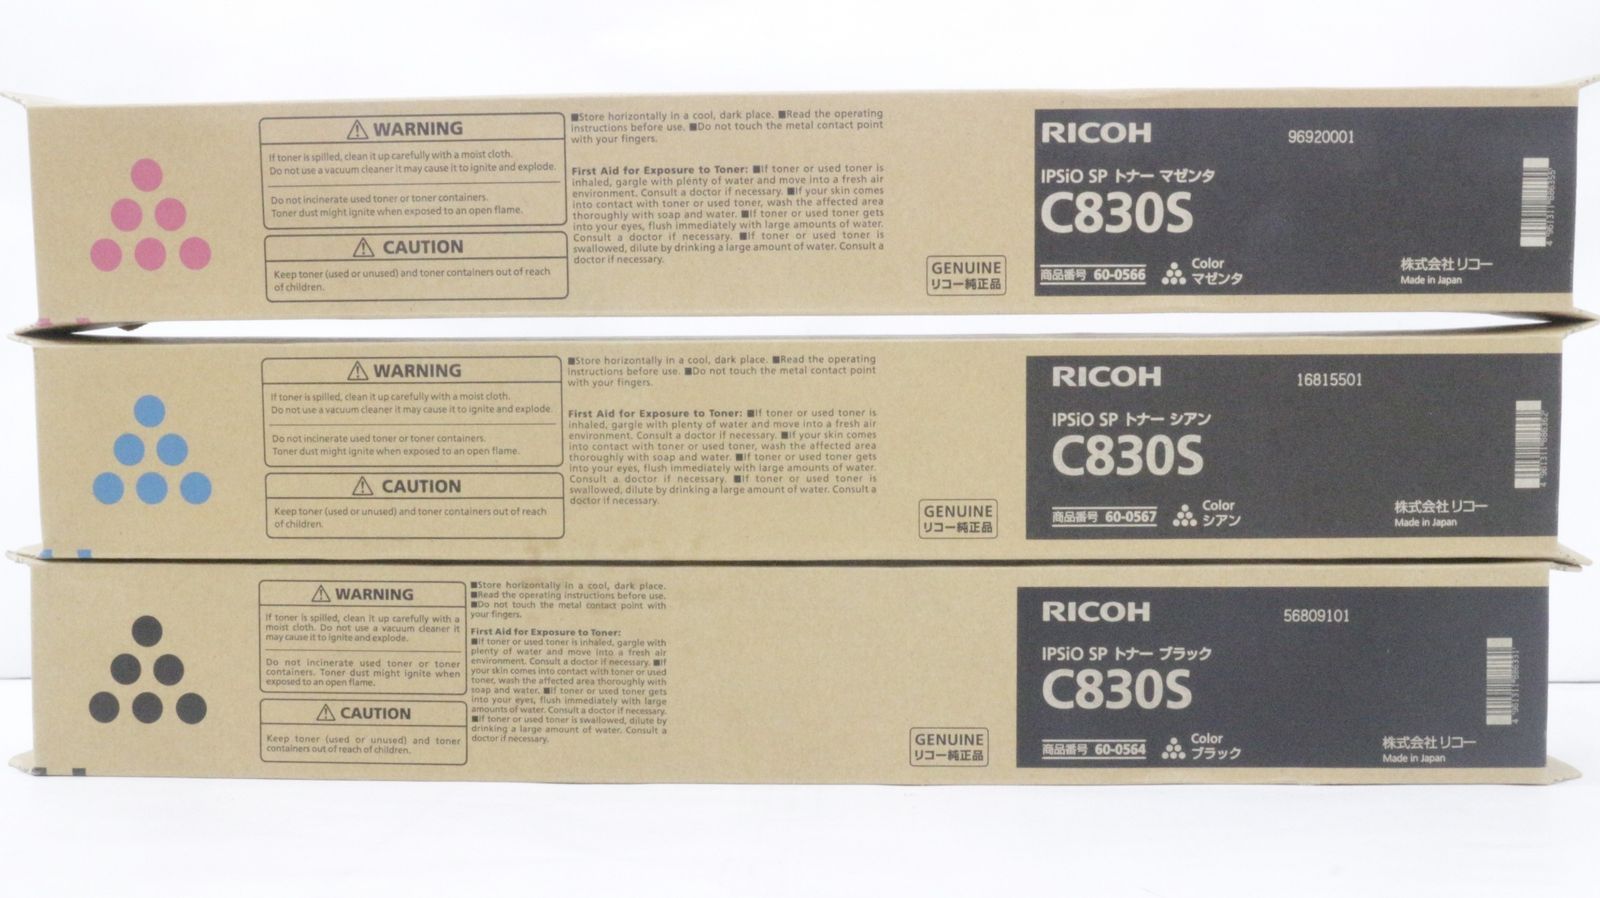 ⚠ WARNING
If toner is spilled, clean it up carefully with a moist cloth.
Do not use a vacuum cleaner it may cause it to ignite and explode.
Do not incinerate used toner or toner containers.
Toner dust might ignite when exposed to an open flame.
⚠ CAUTION
Keep toner (used or unused) and toner containers out of reach
of children.
■Store horizontally in a cool, dark place. ■Read the operating
instructions before use. ■Do not touch the metal contact point
with your fingers.
First Aid for Exposure to Toner: ■If toner or used toner is
inhaled, gargle with plenty of water and move into a fresh air
environment. Consult a doctor if necessary. ■If your skin comes
into contact with toner or used toner, wash the affected area
thoroughly with soap and water. ■If toner or used toner gets
into your eyes, flush immediately with large amounts of water.
Consult a doctor if necessary. ■If toner or used toner is
swallowed, dilute by drinking a large amount of water. Consult a
doctor if necessary.
GENUINE
リコー純正品
RICOH
96920001
IPSiO SP トナー マゼンタ
C830S
商品番号 60-0566
Color
マゼンタ
株式会社リコー
Made in Japan
⚠ WARNING
If toner is spilled, clean it up carefully with a moist cloth.
Do not use a vacuum cleaner it may cause it to ignite and explode.
Do not incinerate used toner or toner containers.
Toner dust might ignite when exposed to an open flame.
⚠ CAUTION
Keep toner (used or unused) and toner containers out of reach
of children.
■Store horizontally in a cool, dark place. ■Read the operating
instructions before use. ■Do not touch the metal contact point
with your fingers.
First Aid for Exposure to Toner: ■If toner or used toner is
inhaled, gargle with plenty of water and move into a fresh air
environment. Consult a doctor if necessary. ■If your skin comes
into contact with toner or used toner, wash the affected area
thoroughly with soap and water. ■If toner or used toner gets
into your eyes, flush immediately with large amounts of water.
Consult a doctor if necessary. ■If toner or used toner is
swallowed, dilute by drinking a large amount of water. Consult a
doctor if necessary.
GENUINE
リコー純正品
RICOH
16815501
IPSiO SP トナー シアン
C830S
商品番号 60-0567
Color
シアン
株式会社リコー
Made in Japan
⚠ WARNING
If toner is spilled, clean it up carefully with a
moist cloth. Do not use a vacuum cleaner it
may cause it to ignite and explode.
Do not incinerate used toner or toner
containers. Toner dust might ignite when
exposed to an open flame.
⚠ CAUTION
Keep toner (used or unused) and toner
containers out of reach of children.
■Store horizontally in a cool, dark place.
■Read the operating instructions before use.
■Do not touch the metal contact point with
your fingers.
First Aid for Exposure to Toner:
■If toner or used toner is inhaled, gargle with
plenty of water and move into a fresh air
environment. Consult a doctor if necessary. ■If
your skin comes into contact with toner or used
toner, wash the affected area thoroughly with
soap and water. ■If toner or used toner gets
into your eyes, flush immediately with large
amounts of water. Consult a doctor if necessary.
■If toner or used toner is swallowed, dilute by
drinking a large amount of water. Consult a
doctor if necessary.
GENUINE
リコー純正品
RICOH
56809101
IPSiO SP トナー ブラック
C830S
商品番号 60-0564
Color
ブラック
株式会社リコー
Made in Japan